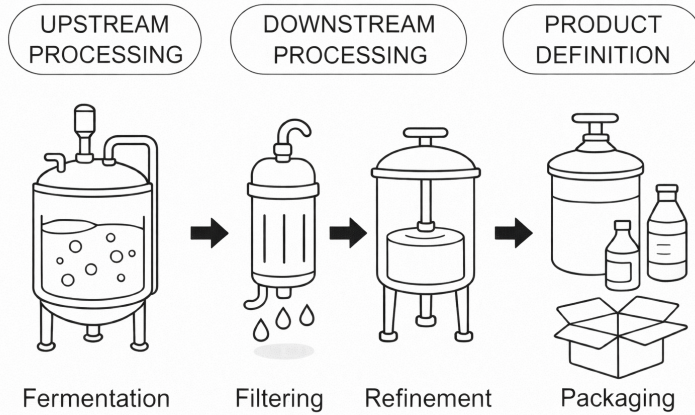 UPSTREAM
PROCESSING
DOWNSTREAM
PROCESSING
PRODUCT
DEFINITION
Fermentation
Filtering
Refinement
Packaging